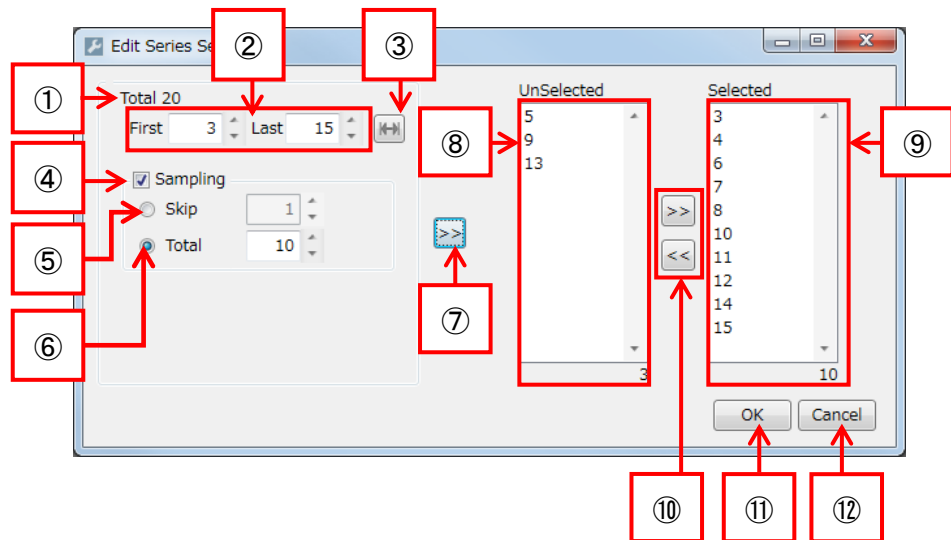 ② ③
Edit Series Se
① Total 20
First 3 Last 15
④ Sampling
⑤ Skip 1
⑥ Total 10
>>
⑦
UnSelected
⑧
5
9
13
3
>>
<<
⑩
Selected
⑨
3
4
6
7
8
10
11
12
14
15
10
OK Cancel
⑪ ⑫